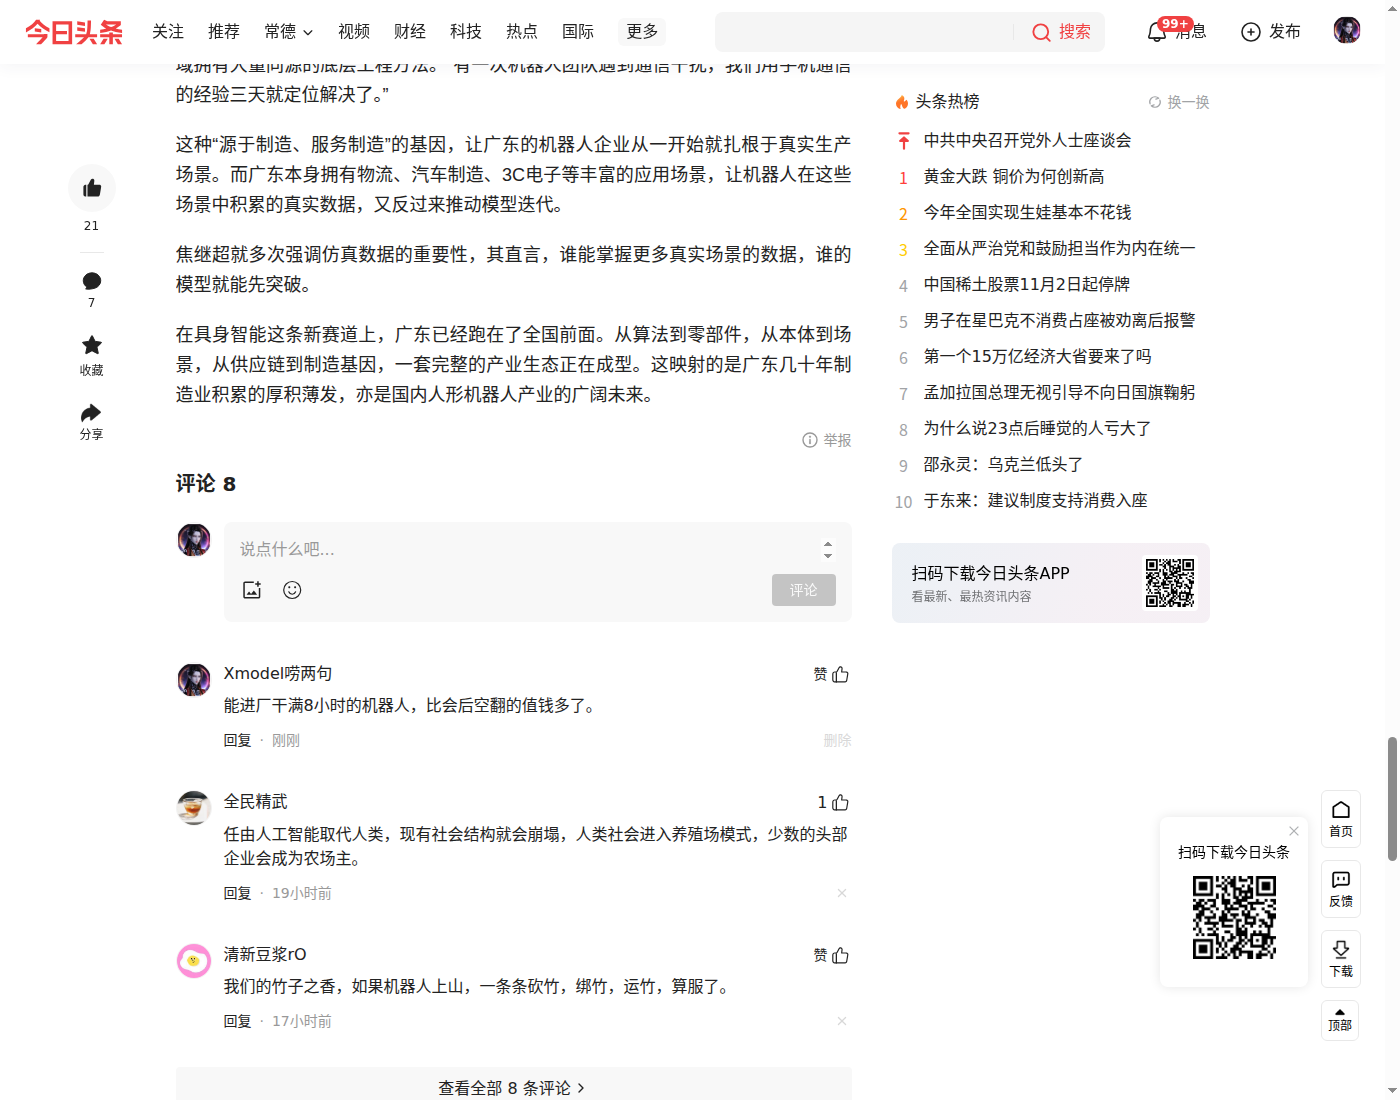 今日头条
关注 推荐 常德 视频 财经 科技 热点 国际 更多
搜索
99+
消息
发布
的经验三天就定位解决了。”
这种“源于制造、服务制造”的基因，让广东的机器人企业从一开始就扎根于真实生产
场景。而广东本身拥有物流、汽车制造、3C电子等丰富的应用场景，让机器人在这些
场景中积累的真实数据，又反过来推动模型迭代。
焦继超就多次强调仿真数据的重要性，其直言，谁能掌握更多真实场景的数据，谁的
模型就能先突破。
在具身智能这条新赛道上，广东已经跑在了全国前面。从算法到零部件，从本体到场
景，从供应链到制造基因，一套完整的产业生态正在成型。这映射的是广东几十年制
造业积累的厚积薄发，亦是国内人形机器人产业的广阔未来。
举报
21
7
收藏
分享
评论 8
说点什么吧...
评论
Xmodel唠两句
赞
能进厂干满8小时的机器人，比会后空翻的值钱多了。
回复 · 刚刚
删除
全民精武
1
任由人工智能取代人类，现有社会结构就会崩塌，人类社会进入养殖场模式，少数的头部
企业会成为农场主。
回复 · 19小时前
清新豆浆rO
赞
我们的竹子之香，如果机器人上山，一条条砍竹，绑竹，运竹，算服了。
回复 · 17小时前
查看全部 8 条评论
头条热榜
换一换
中共中央召开党外人士座谈会
1 黄金大跌 铜价为何创新高
2 今年全国实现生娃基本不花钱
3 全面从严治党和鼓励担当作为内在统一
4 中国稀土股票11月2日起停牌
5 男子在星巴克不消费占座被劝离后报警
6 第一个15万亿经济大省要来了吗
7 孟加拉国总理无视引导不向日国旗鞠躬
8 为什么说23点后睡觉的人亏大了
9 邵永灵：乌克兰低头了
10 于东来：建议制度支持消费入座
扫码下载今日头条APP
看最新、最热资讯内容
扫码下载今日头条
首页
反馈
下载
顶部